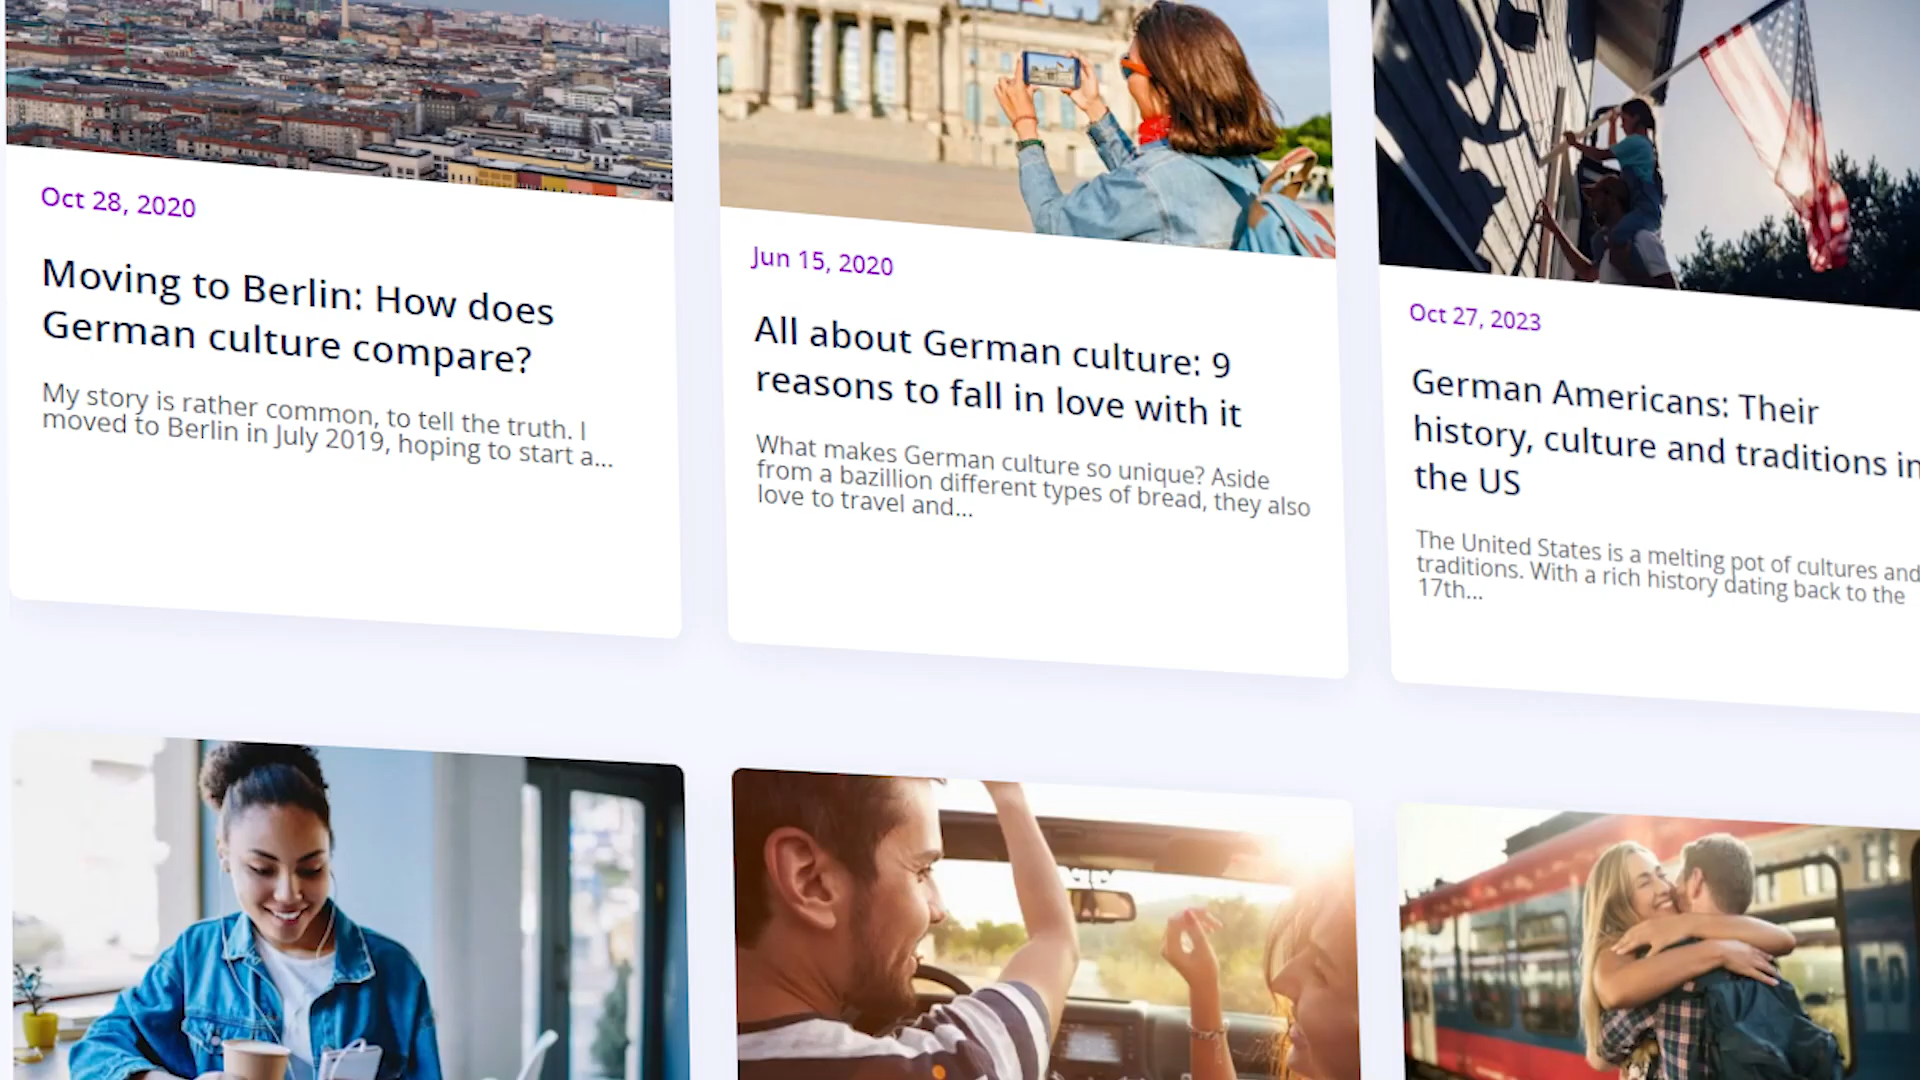 Oct 28, 2020
Moving to Berlin: How does
German culture compare?
My story is rather common, to tell the truth. I
moved to Berlin in July 2019, hoping to start a...
Jun 15, 2020
All about German culture: 9
reasons to fall in love with it
What makes German culture so unique? Aside
from a bazillion different types of bread, they also
love to travel and...
Oct 27, 2023
German Americans: Their
history, culture and traditions in
the US
The United States is a melting pot of cultures and
traditions. With a rich history dating back to the
17th...